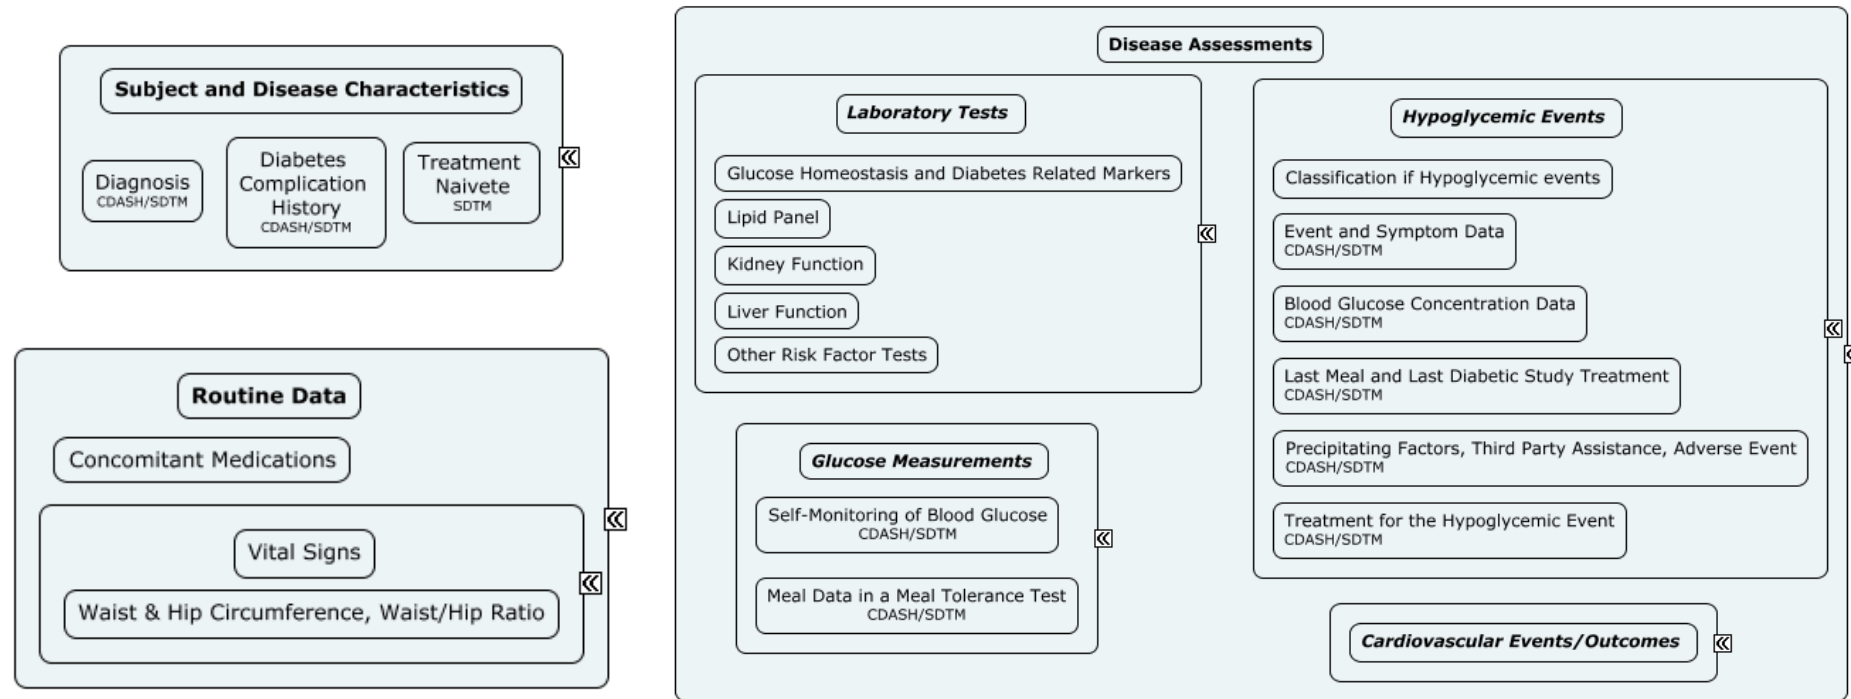 Subject and Disease Characteristics
Diagnosis
CDASH/SDTM
Diabetes
Complication
History
CDASH/SDTM
Treatment
Naivete
SDTM
Routine Data
Concomitant Medications
Vital Signs
Waist & Hip Circumference, Waist/Hip Ratio
Disease Assessments
Laboratory Tests
Glucose Homeostasis and Diabetes Related Markers
Lipid Panel
Kidney Function
Liver Function
Other Risk Factor Tests
Glucose Measurements
Self-Monitoring of Blood Glucose
CDASH/SDTM
Meal Data in a Meal Tolerance Test
CDASH/SDTM
Hypoglycemic Events
Classification if Hypoglycemic events
Event and Symptom Data
CDASH/SDTM
Blood Glucose Concentration Data
CDASH/SDTM
Last Meal and Last Diabetic Study Treatment
CDASH/SDTM
Precipitating Factors, Third Party Assistance, Adverse Event
CDASH/SDTM
Treatment for the Hypoglycemic Event
CDASH/SDTM
Cardiovascular Events/Outcomes